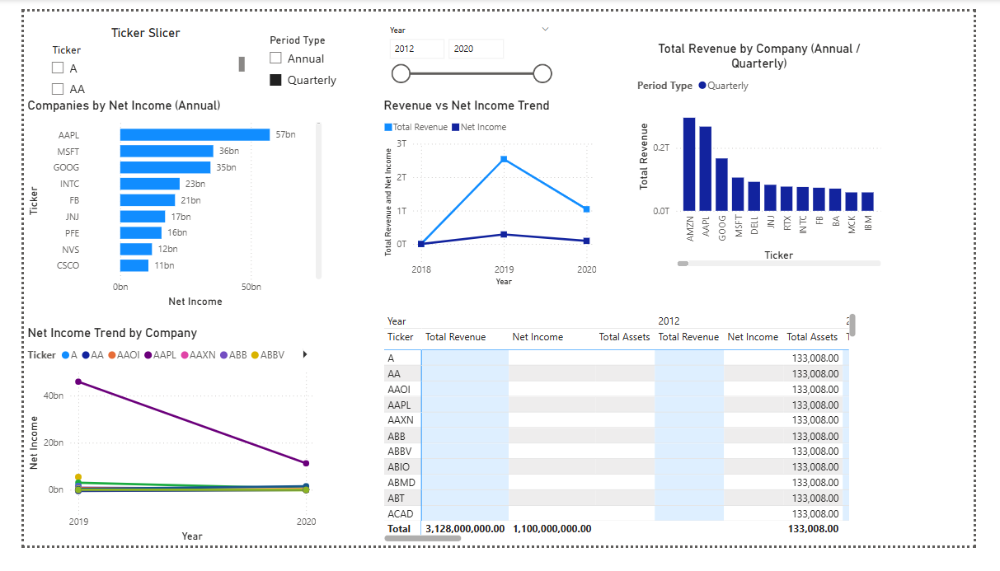 Ticker Slicer
Ticker
A
AA
Period Type
Annual
Quarterly
Year
2012 2020
Total Revenue by Company (Annual /
Quarterly)
Period Type Quarterly
Total Revenue
0.2T
0.0T
AMZN AAPL GOOG MSFT DELL JNJ RTX INTC FB BA MCK IBM
Ticker
Companies by Net Income (Annual)
Ticker
AAPL 57bn
MSFT 36bn
GOOG 35bn
INTC 23bn
FB 21bn
JNJ 17bn
PFE 16bn
NVS 12bn
CSCO 11bn
0bn 50bn
Net Income
Revenue vs Net Income Trend
Total Revenue Net Income
Total Revenue and Net Income
3T
2T
1T
0T
2018 2019 2020
Year
Net Income Trend by Company
Ticker A AA AAOI AAPL AAXN ABB ABBV
Net Income
40bn
20bn
0bn
2019 2020
Year
Year 2012
Ticker Total Revenue Net Income Total Assets Total Revenue Net Income Total Assets
A 133,008.00
AA 133,008.00
AAOI 133,008.00
AAPL 133,008.00
AAXN 133,008.00
ABB 133,008.00
ABBV 133,008.00
ABIO 133,008.00
ABMD 133,008.00
ABT 133,008.00
ACAD 133,008.00
Total 3,128,000,000.00 1,100,000,000.00 133,008.00